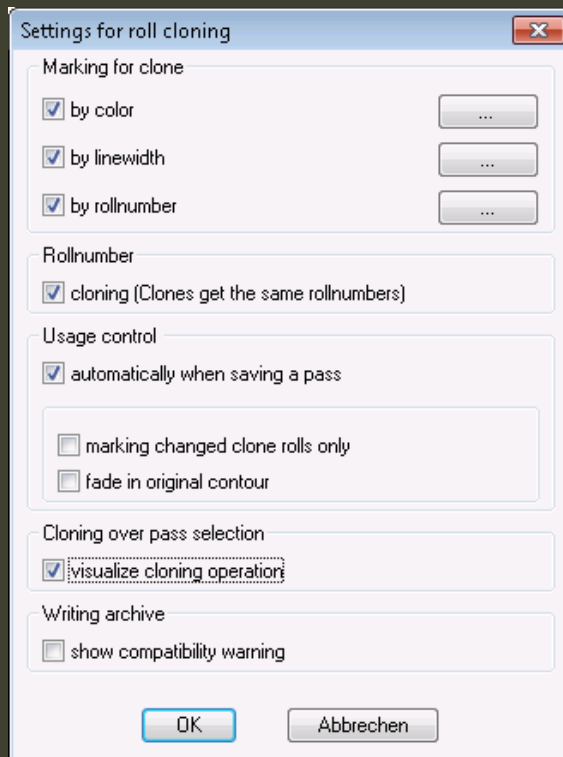 Settings for roll cloning
Marking for clone
by color
...
by linewidth
...
by rollnumber
...
Rollnumber
cloning (Clones get the same rollnumbers)
Usage control
automatically when saving a pass
marking changed clone rolls only
fade in original contour
Cloning over pass selection
visualize cloning operation
Writing archive
show compatibility warning
OK
Abbrechen